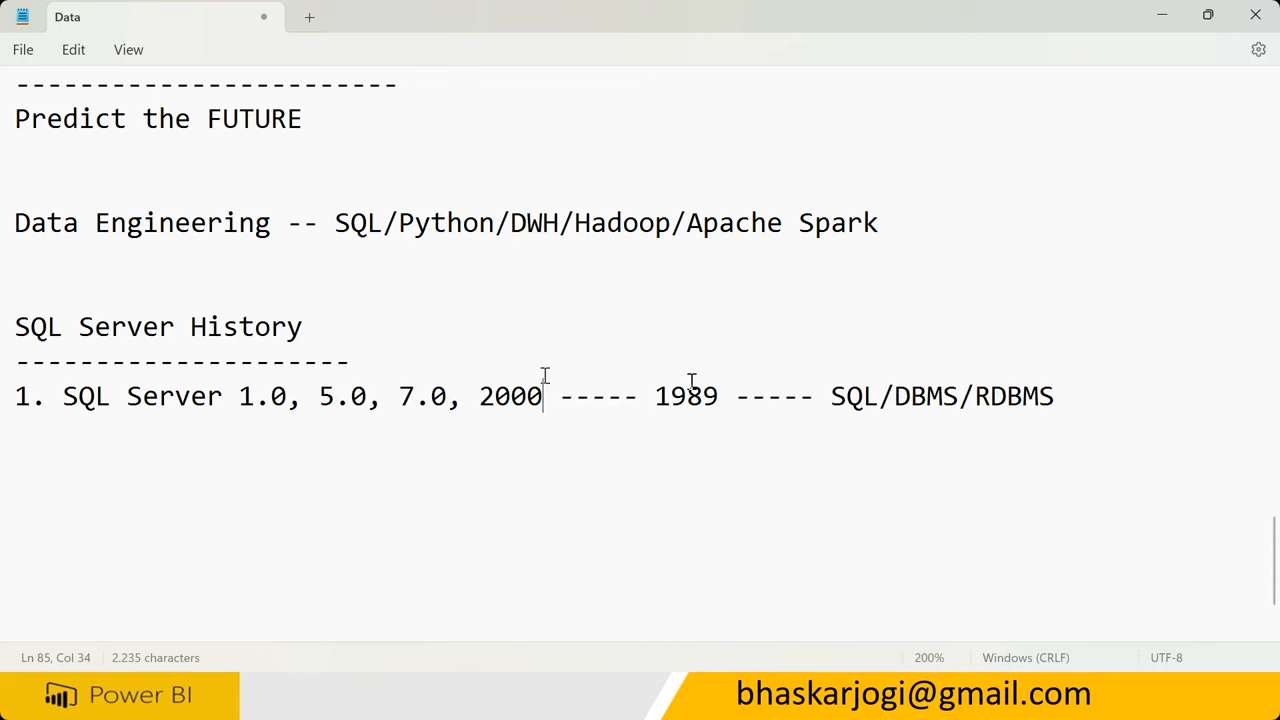 Data
File Edit View
------------------------
Predict the FUTURE
Data Engineering -- SQL/Python/DWH/Hadoop/Apache Spark
SQL Server History
---------------------
1. SQL Server 1.0, 5.0, 7.0, 2000 ----- 1989 ----- SQL/DBMS/RDBMS
Ln 85, Col 34 2.235 characters 200% Windows (CRLF) UTF-8
Power BI bhaskarjogi@gmail.com